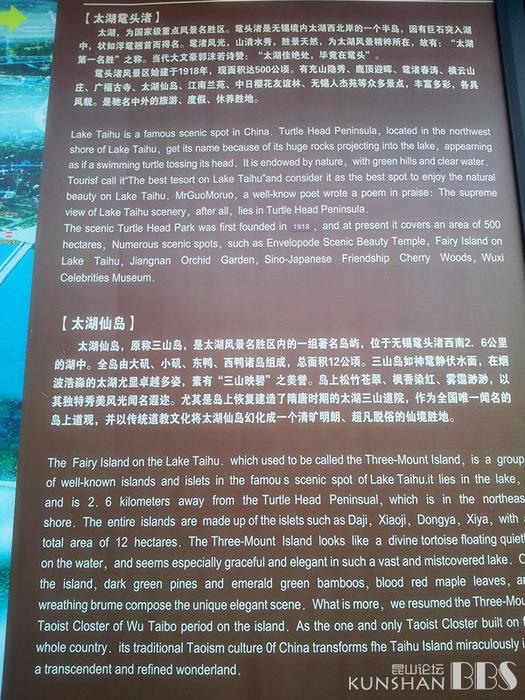 【太湖鼋头渚】
太湖，为国家级重点风景名胜区。鼋头渚是无锡境内太湖西北岸的一个半岛，因有巨石突入湖
中，状如浮鼋翘首而得名。鼋渚风光，山清水秀，胜景天然，为太湖风景精粹所在，故有：“太湖
第一名胜”之称。当代大文豪郭沫若诗赞：“太湖佳绝处，毕竟在鼋头”。
鼋头渚风景区始建于1918年，现面积达500公顷。有充山隐秀、鹿顶迎晖、鼋渚春涛、横云山
庄、广福古寺、太湖仙岛、江南兰苑、中日樱花友谊林、无锡人杰苑等众多景点，丰富多彩，各具
风貌。是驰名中外的旅游、度假、休养胜地。
Lake Taihu is a famous scenic spot in China. Turtle Head Peninsula, located in the northwest
shore of Lake Taihu, get its name because of its huge rocks projecting into the lake, appearning
as if a swimming turtle tossing its head. It is endowed by nature, with green hills and clear water.
Tourisf call it"The best tesort on Lake Taihu"and consider it as the best spot to enjoy the natural
beauty on Lake Taihu. MrGuoMoruo, a well-know poet wrote a poem in praise: The supreme
view of Lake Taihu scenery, after all, lies in Turtle Head Peninsula.
The scenic Turtle Head Park was first founded in 1918, and at present it covers an area of 500
hectares, Numerous scenic spots, such as Envelopode Scenic Beauty Temple, Fairy Island on
Lake Taihu, Jiangnan Orchid Garden, Sino-Japanese Friendship Cherry Woods, Wuxi
Celebrities Museum.
【太湖仙岛】
太湖仙岛，原称三山岛，是太湖风景名胜区内的一组著名岛屿，位于无锡鼋头渚西南2.6公里
的湖中。全岛由大矶、小矶、东鸭、西鸭诸岛组成，总面积12公顷。三山岛如神鼋静伏水面，在烟
波浩淼的太湖尤显卓越多姿，素有“三山映碧”之美誉。岛上松竹苍翠、枫香染红、雾霭渺渺，以
其独特秀美风光闻名遐迩。尤其是岛上恢复建造了隋唐时期的太湖三山道院，作为全国唯一闻名的
岛上道观，并以传统道教文化将太湖仙岛幻化成一个清旷明朗、超凡脱俗的仙境胜地。
The Fairy Island on the Lake Taihu. which used to be called the Three-Mount Island, is a group
of well-known islands and islets in the famou s scenic spot of Lake Taihu.it lies in the lake,
and is 2. 6 kilometers away from the Turtle Head Peninsual, which is in the northeas
shore. The entire islands are made up of the islets such as Daji, Xiaoji, Dongya, Xiya, with
total area of 12 hectares. The Three-Mount Island looks like a divine tortoise floating quiet
on the water, and seems especially graceful and elegant in such a vast and mistcovered lake. O
the island, dark green pines and emerald green bamboos, blood red maple leaves, an
wreathing brume compose the unique elegant scene. What is more, we resumed the Three-Mou
Taoist Closter of Wu Taibo period on the island. As the one and only Taoist Closter built on
whole country. its traditional Taoism culture 0f China transforms fhe Taihu Island miraculously i
a transcendent and refined wonderland.
昆山论坛
KUNSHAN BBS